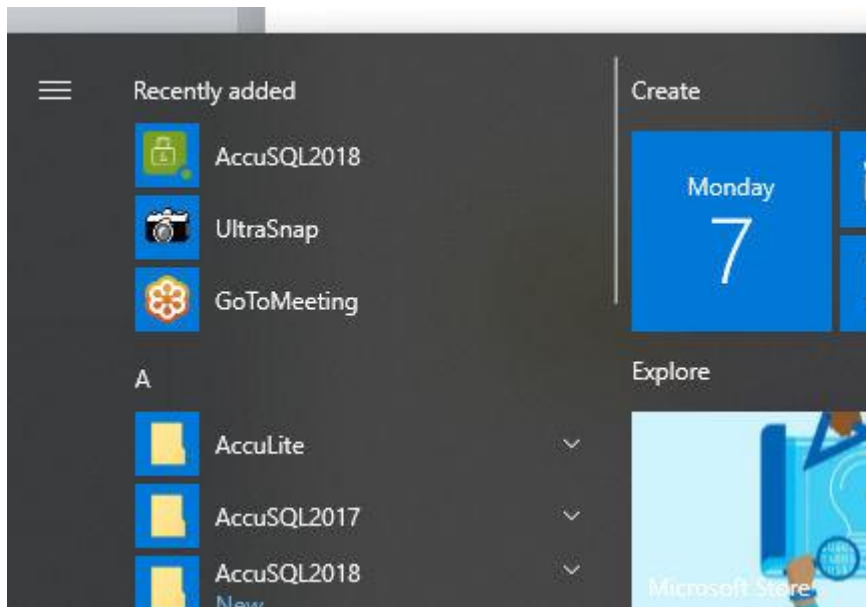 Recently added
AccuSQL2018
UltraSnap
GoToMeeting
A
AccuLite
AccuSQL2017
AccuSQL2018
New
Create
Monday
7
Explore
Microsoft Store